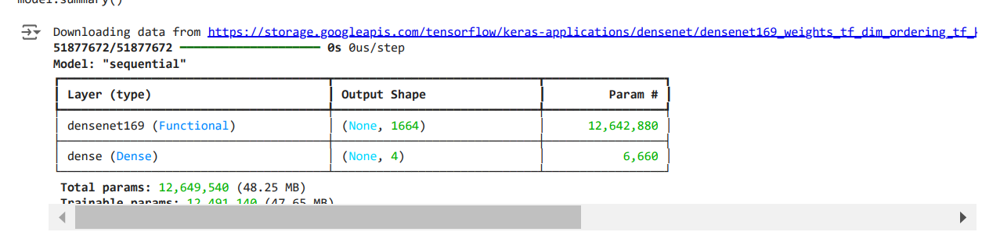 model.summary()
Downloading data from https://storage.googleapis.com/tensorflow/keras-applications/densenet/densenet169_weights_tf_dim_ordering_tf_k
51877672/51877672 0s 0us/step
Model: "sequential"
Layer (type) Output Shape Param #
densenet169 (Functional) (None, 1664) 12,642,880
dense (Dense) (None, 4) 6,660
Total params: 12,649,540 (48.25 MB)
Trainable params: 12,491,140 (47.65 MB)